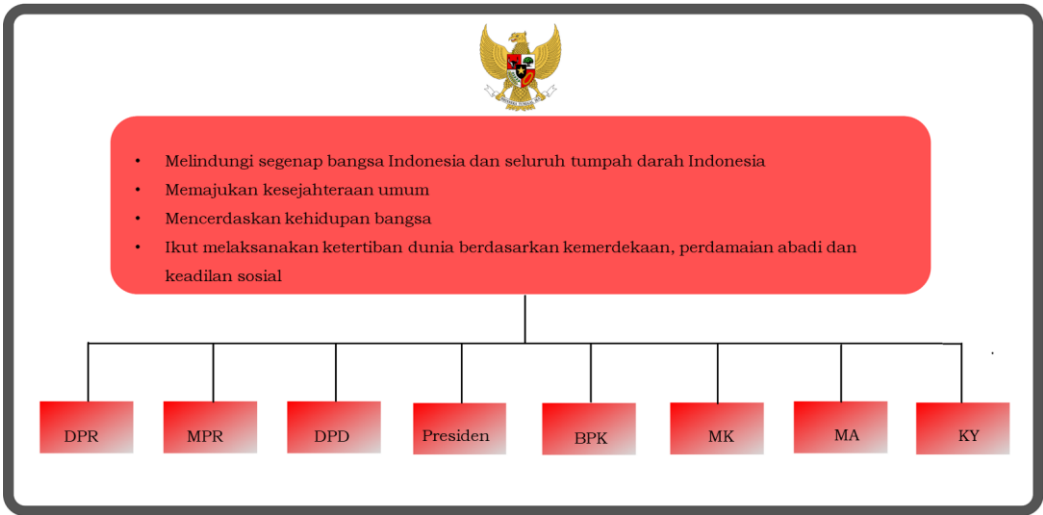 • Melindungi segenap bangsa Indonesia dan seluruh tumpah darah Indonesia
• Memajukan kesejahteraan umum
• Mencerdaskan kehidupan bangsa
• Ikut melaksanakan ketertiban dunia berdasarkan kemerdekaan, perdamaian abadi dan
keadilan sosial
DPR MPR DPD Presiden BPK MK MA KY